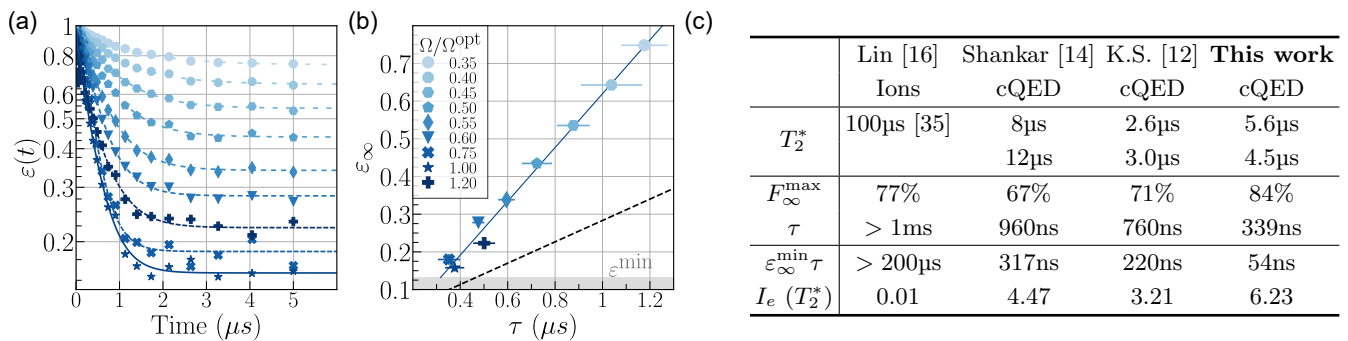 (a)
1
0.8
0.6
0.5
0.4
0.3
0.2
ε(t)
0 1 2 3 4 5
Time (μs)
(b)
0.7
0.6
0.5
0.4
0.3
0.2
0.1
ε∞
Ω/Ω^opt
0.35
0.40
0.45
0.50
0.55
0.60
0.75
1.00
1.20
ε^min
0.4 0.6 0.8 1 1.2
τ (μs)
(c)
Lin [16] Shankar [14] K.S. [12] This work
Ions cQED cQED cQED
T₂* 100µs [35] 8µs 2.6µs 5.6µs
12µs 3.0µs 4.5µs
F∞^max 77% 67% 71% 84%
τ > 1ms 960ns 760ns 339ns
ε∞^min τ > 200µs 317ns 220ns 54ns
Iₑ (T₂*) 0.01 4.47 3.21 6.23